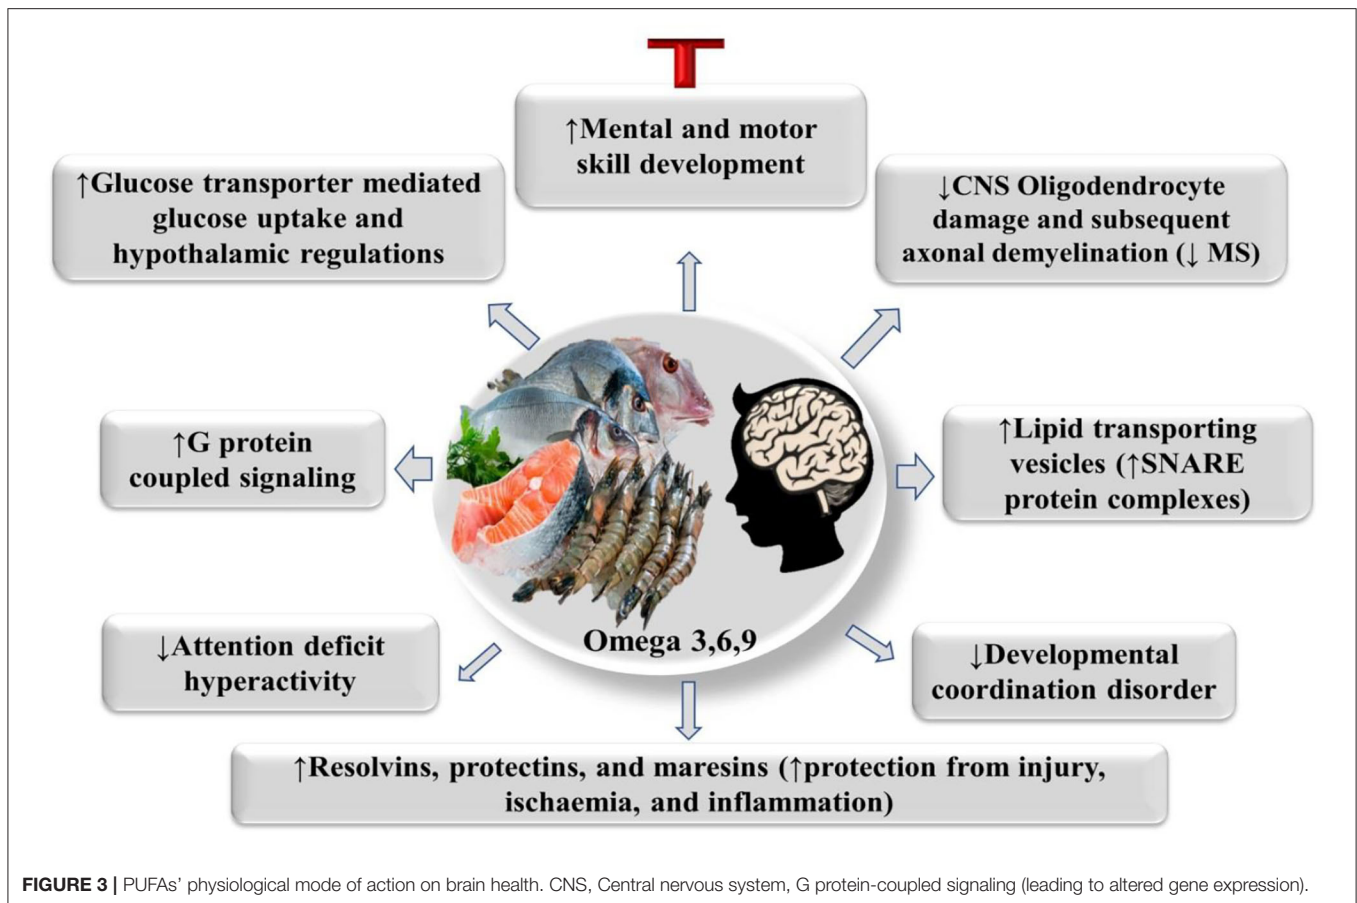 ↑Mental and motor
skill development
↑Glucose transporter mediated
glucose uptake and
hypothalamic regulations
↓CNS Oligodendrocyte
damage and subsequent
axonal demyelination (↓ MS)
↑G protein
coupled signaling
↑Lipid transporting
vesicles (↑SNARE
protein complexes)
Omega 3,6,9
↓Attention deficit
hyperactivity
↓Developmental
coordination disorder
↑Resolvins, protectins, and maresins (↑protection from injury,
ischaemia, and inflammation)
FIGURE 3 | PUFAs’ physiological mode of action on brain health. CNS, Central nervous system, G protein-coupled signaling (leading to altered gene expression).